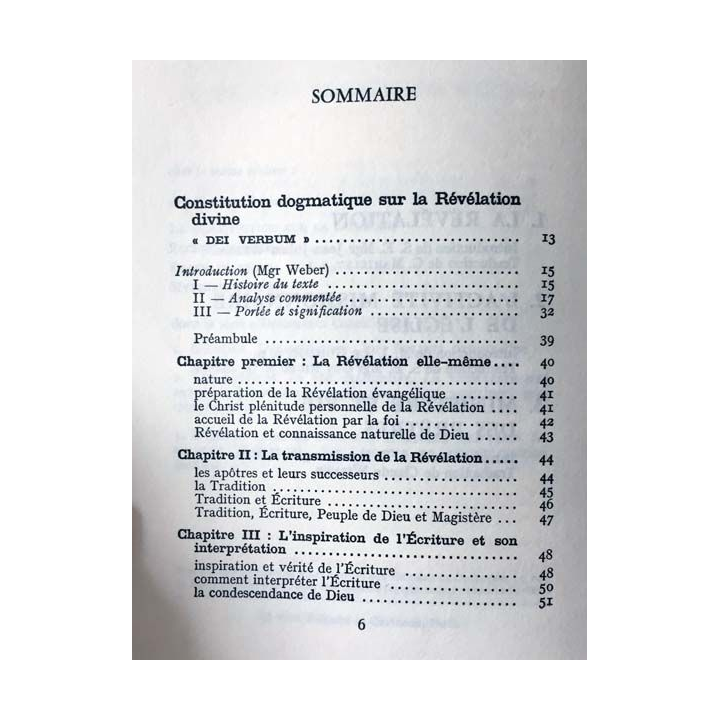 SOMMAIRE
Constitution dogmatique sur la Révélation
divine
« DEI VERBUM » 13
Introduction (Mgr Weber) 15
I — Histoire du texte 15
II — Analyse commentée 17
III — Portée et signification 32
Préambule 39
Chapitre premier : La Révélation elle-même 40
nature 40
préparation de la Révélation évangélique 41
le Christ plénitude personnelle de la Révélation 41
accueil de la Révélation par la foi 42
Révélation et connaissance naturelle de Dieu 43
Chapitre II : La transmission de la Révélation 44
les apôtres et leurs successeurs 44
la Tradition 45
Tradition et Écriture 46
Tradition, Écriture, Peuple de Dieu et Magistère 47
Chapitre III : L'inspiration de l'Écriture et son
interprétation 48
inspiration et vérité de l'Écriture 48
comment interpréter l'Écriture 50
la condescendance de Dieu 51
6